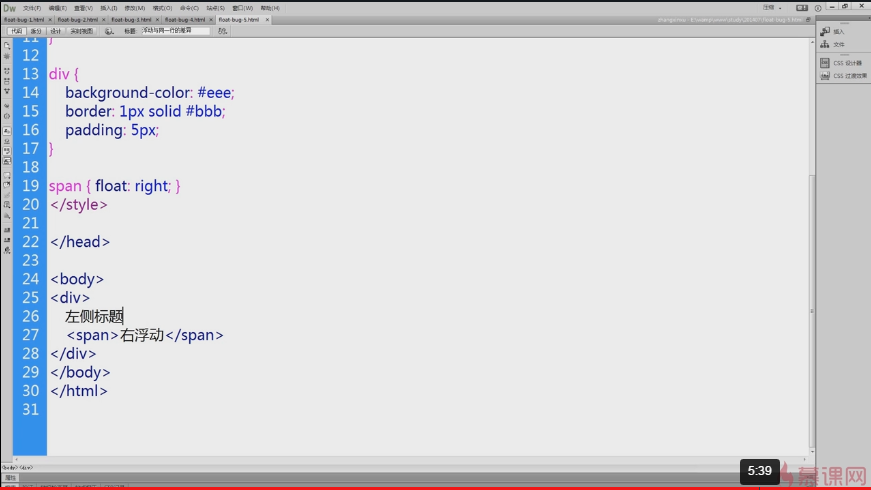 Dw 文件(F) 编辑(E) 查看(V) 插入(I) 修改(M) 格式(O) 命令(C) 站点(S) 窗口(W) 帮助(H)
float-bug-1.html × float-bug-2.html × float-bug-3.html × float-bug-4.html × float-bug-5.html ×
代码 拆分 设计 实时视图 标题: 浮动与同一行的差异
插入
文件
CSS 设计器
CSS 过渡效果
11 }
12
13 div {
14 background-color: #eee;
15 border: 1px solid #bbb;
16 padding: 5px;
17 }
18
19 span { float: right; }
20 </style>
21
22 </head>
23
24 <body>
25 <div>
26 左侧标题
27 <span>右浮动</span>
28 </div>
29 </body>
30 </html>
31
<body> <div>
属性
5:39
慕课网